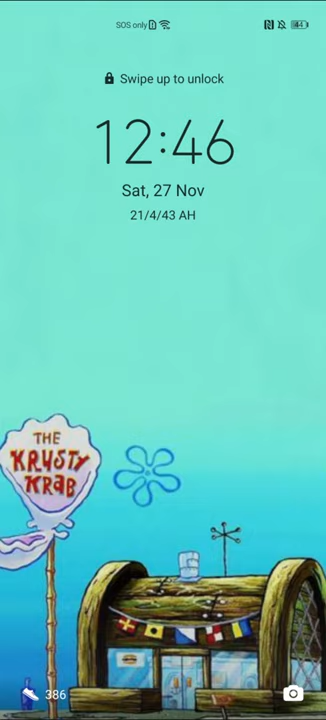 SOS only
44
Swipe up to unlock
12:46
Sat, 27 Nov
21/4/43 AH
THE
KRUSTY
KRAB
386